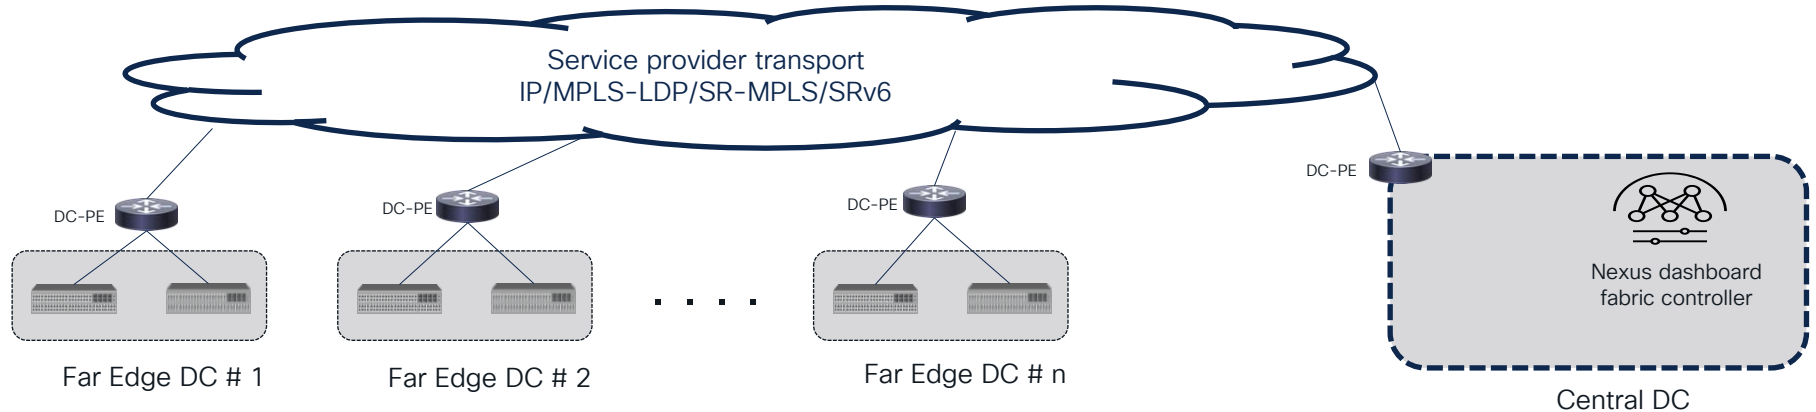 Service provider transport
IP/MPLS-LDP/SR-MPLS/SRv6
DC-PE
DC-PE
DC-PE
DC-PE
Nexus dashboard
fabric controller
Far Edge DC # 1
Far Edge DC # 2
. . . .
Far Edge DC # n
Central DC